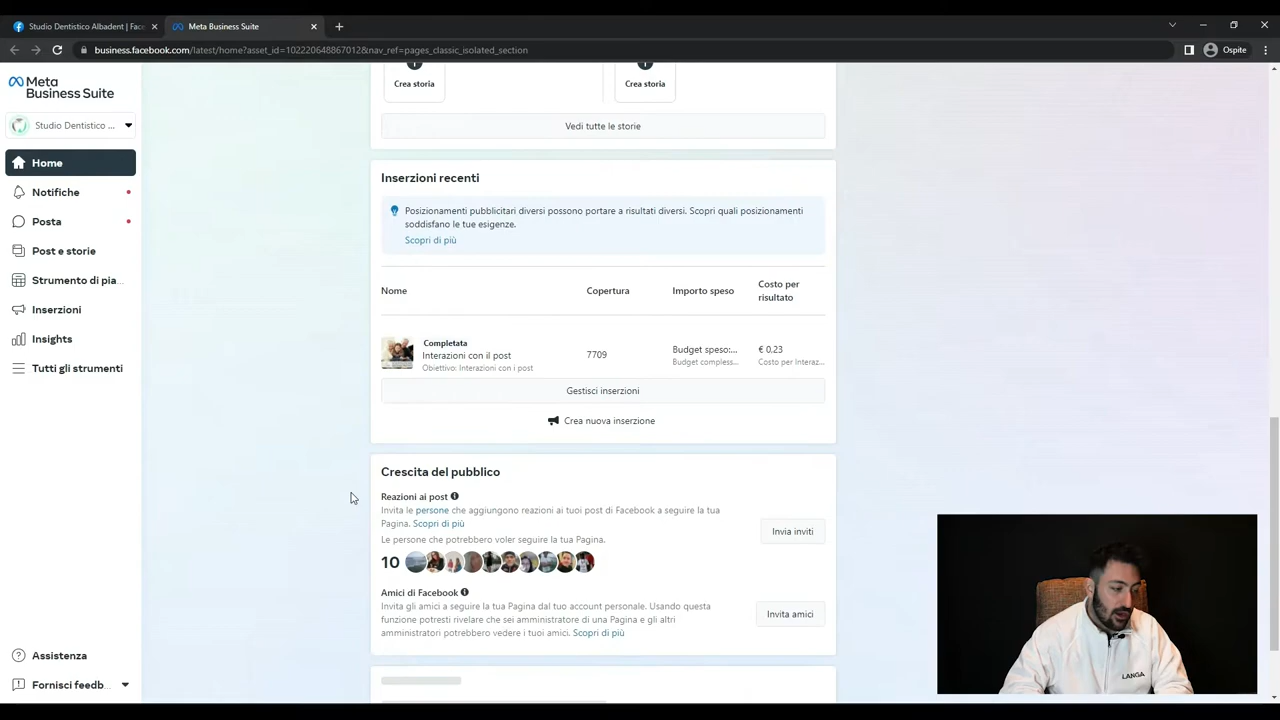 Studio Dentistico Albadent | Fac
Meta Business Suite
business.facebook.com/latest/home?asset_id=102220648867012&nav_ref=pages_classic_isolated_section
Ospite
Meta
Business Suite
Studio Dentistico ...
Home
Notifiche
Posta
Post e storie
Strumento di pia...
Inserzioni
Insights
Tutti gli strumenti
Assistenza
Fornisci feedb...
Crea storia
Crea storia
Vedi tutte le storie
Inserzioni recenti
Posizionamenti pubblicitari diversi possono portare a risultati diversi. Scopri quali posizionamenti
soddisfano le tue esigenze.
Scopri di più
Nome
Copertura
Importo speso
Costo per
risultato
Completata
Interazioni con il post
Obiettivo: Interazioni con i post
7709
Budget speso:...
Budget compless...
€ 0,23
Costo per Interaz...
Gestisci inserzioni
Crea nuova inserzione
Crescita del pubblico
Reazioni ai post
Invita le persone che aggiungono reazioni ai tuoi post di Facebook a seguire la tua
Pagina. Scopri di più
Le persone che potrebbero voler seguire la tua Pagina.
10
Invia inviti
Amici di Facebook
Invita gli amici a seguire la tua Pagina dal tuo account personale. Usando questa
funzione potresti rivelare che sei amministratore di una Pagina e gli altri
amministratori potrebbero vedere i tuoi amici. Scopri di più
Invita amici
LANGA